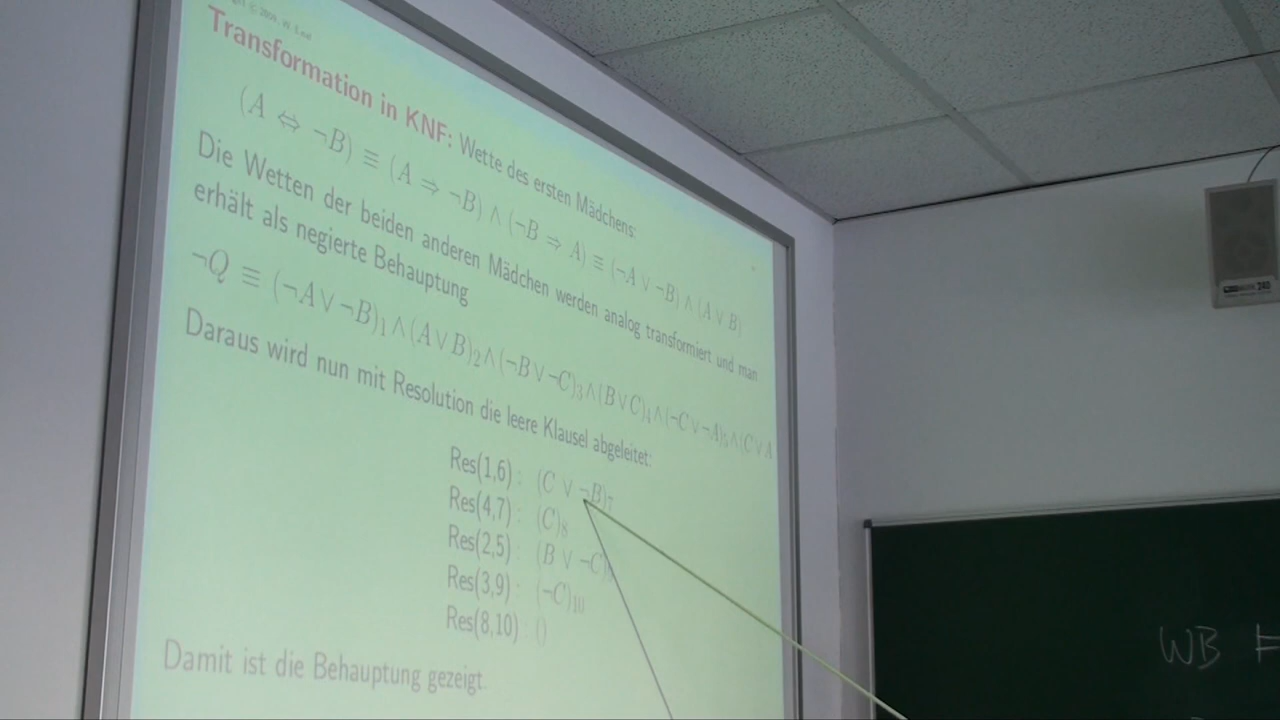 Transformation in KNF: Wette des ersten Mädchens:
(A ⇔ ¬B) ≡ (A ⇒ ¬B) ∧ (¬B ⇒ A) ≡ (¬A ∨ ¬B) ∧ (A ∨ B)
Die Wetten der beiden anderen Mädchen werden analog transformiert und man
erhält als negierte Behauptung
¬Q ≡ (¬A ∨ ¬B)₁ ∧ (A ∨ B)₂ ∧ (¬B ∨ ¬C)₃ ∧ (B ∨ C)₄ ∧ (¬C ∨ ¬A)₅ ∧ (C ∨ A
Daraus wird nun mit Resolution die leere Klausel abgeleitet:
Res(1,6) : (C ∨ ¬B)₇
Res(4,7) : (C)₈
Res(2,5) : (B ∨ ¬C)
Res(3,9) : (¬C)₁₀
Res(8,10) : ()
Damit ist die Behauptung gezeigt.
WB ⊨